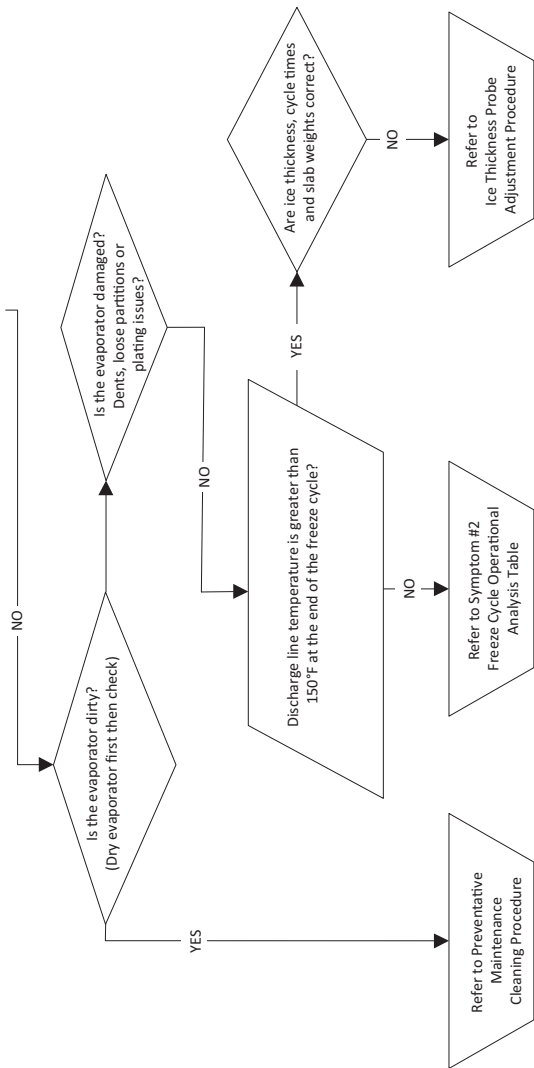 NO
Is the evaporator dirty?
(Dry evaporator first then check)
YES
Refer to Preventative
Maintenance
Cleaning Procedure
Is the evaporator damaged?
Dents, loose partitions or
plating issues?
NO
Discharge line temperature is greater than
150°F at the end of the freeze cycle?
NO
Refer to Symptom #2
Freeze Cycle Operational
Analysis Table
YES
Are ice thickness, cycle times
and slab weights correct?
NO
Refer to
Ice Thickness Probe
Adjustment Procedure